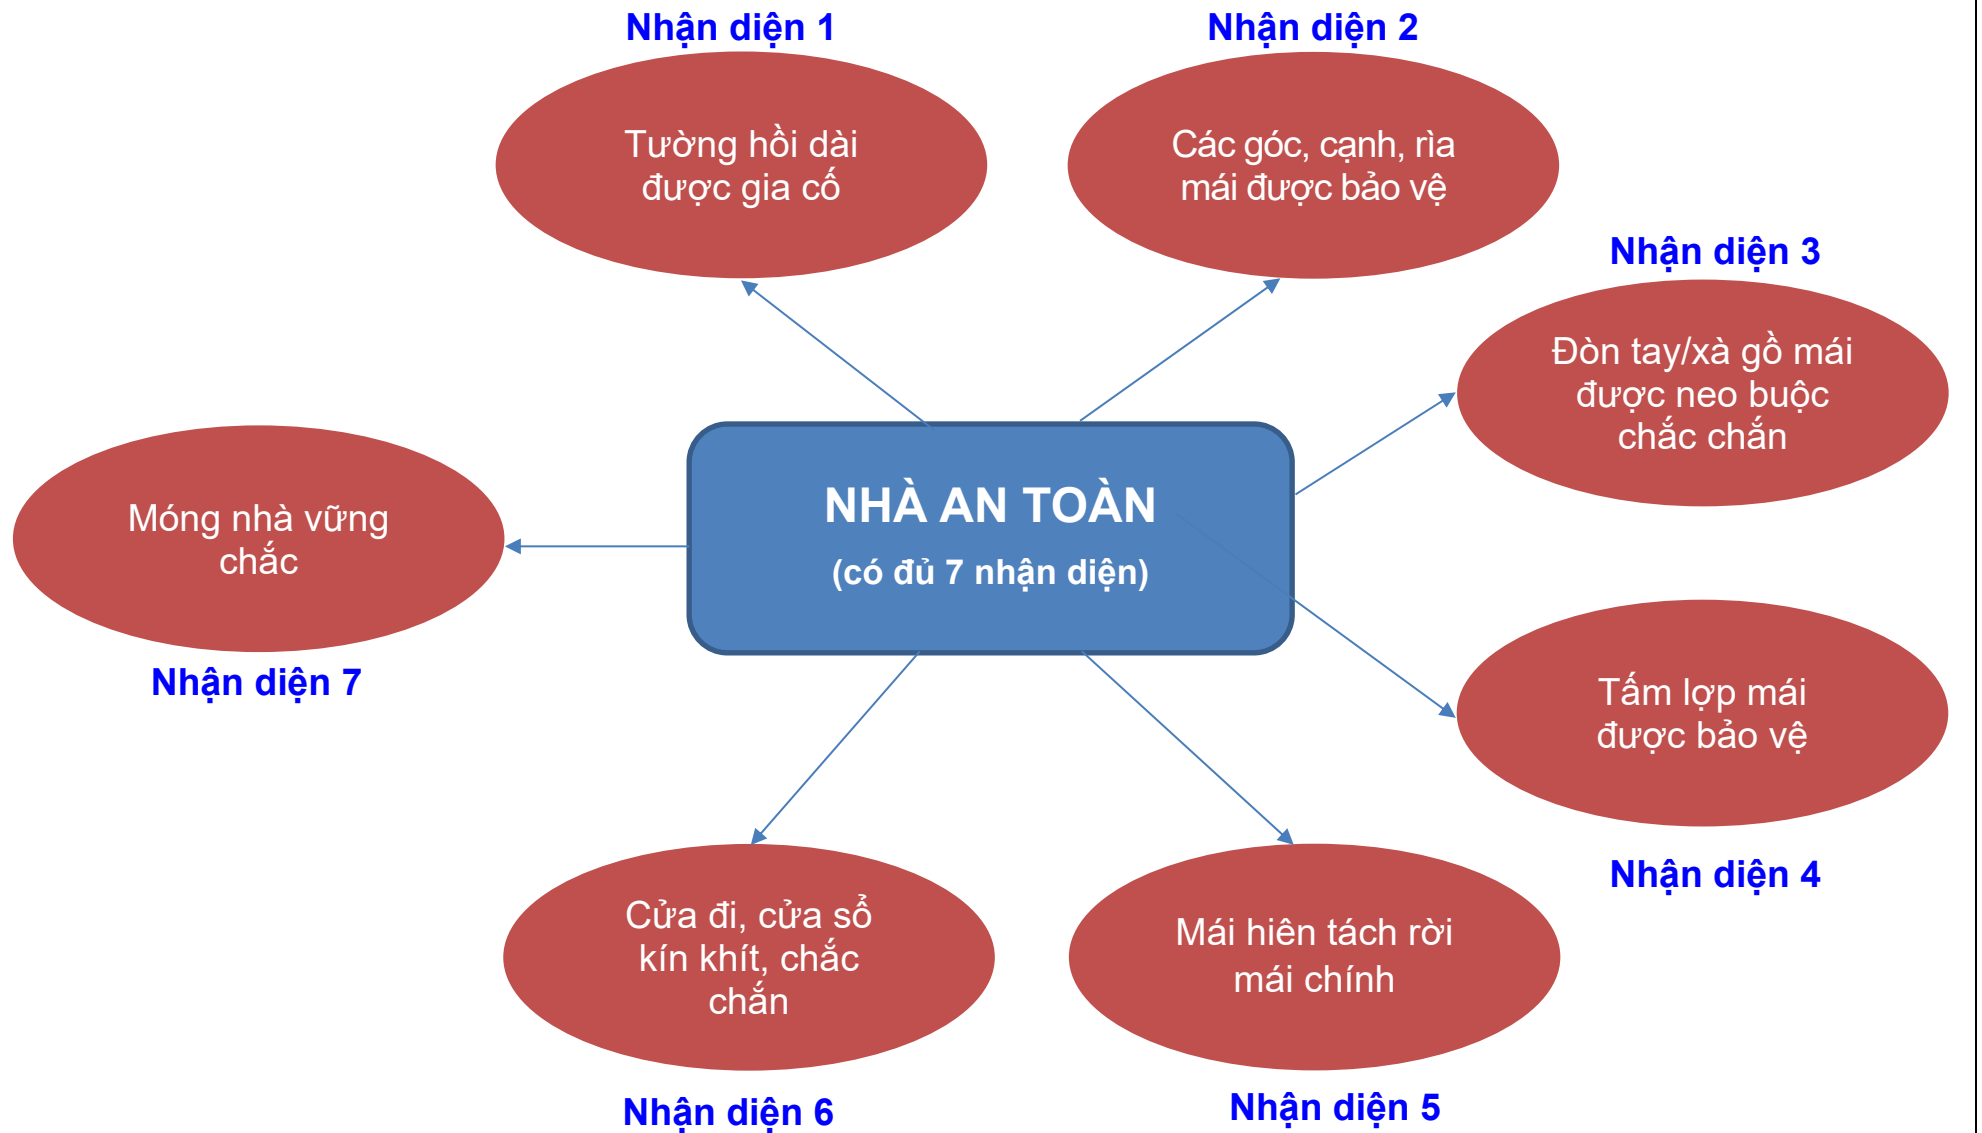 Nhận diện 1
Tường hồi dài
được gia cố
Nhận diện 2
Các góc, cạnh, rìa
mái được bảo vệ
Nhận diện 3
Đòn tay/xà gồ mái
được neo buộc
chắc chắn
NHÀ AN TOÀN
(có đủ 7 nhận diện)
Móng nhà vững
chắc
Nhận diện 7
Tấm lợp mái
được bảo vệ
Nhận diện 4
Cửa đi, cửa sổ
kín khít, chắc
chắn
Nhận diện 6
Mái hiên tách rời
mái chính
Nhận diện 5